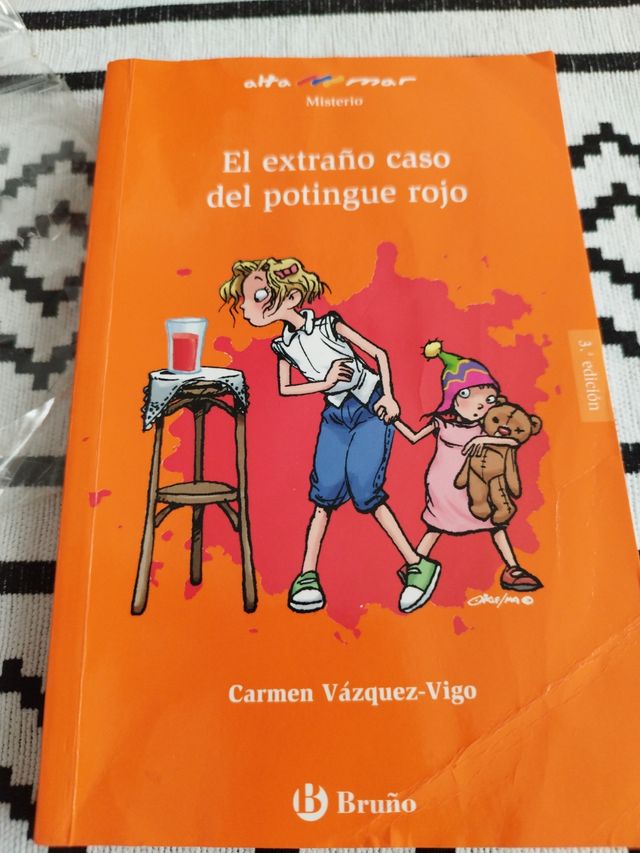 alta mar
Misterio
El extraño caso
del potingue rojo
3.ª edición
Carmen Vázquez-Vigo
B Bruño